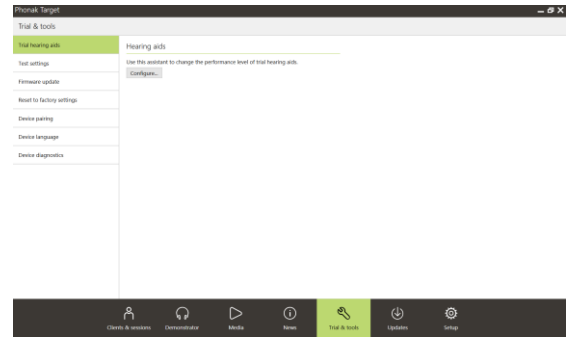 Phonak Target
Trial & tools
Trial hearing aids
Test settings
Firmware update
Reset to factory settings
Device pairing
Device language
Device diagnostics
Hearing aids
Use this assistant to change the performance level of trial hearing aids.
Configure...
Clients & sessions Demonstrator Media News Trial & tools Updates Setup